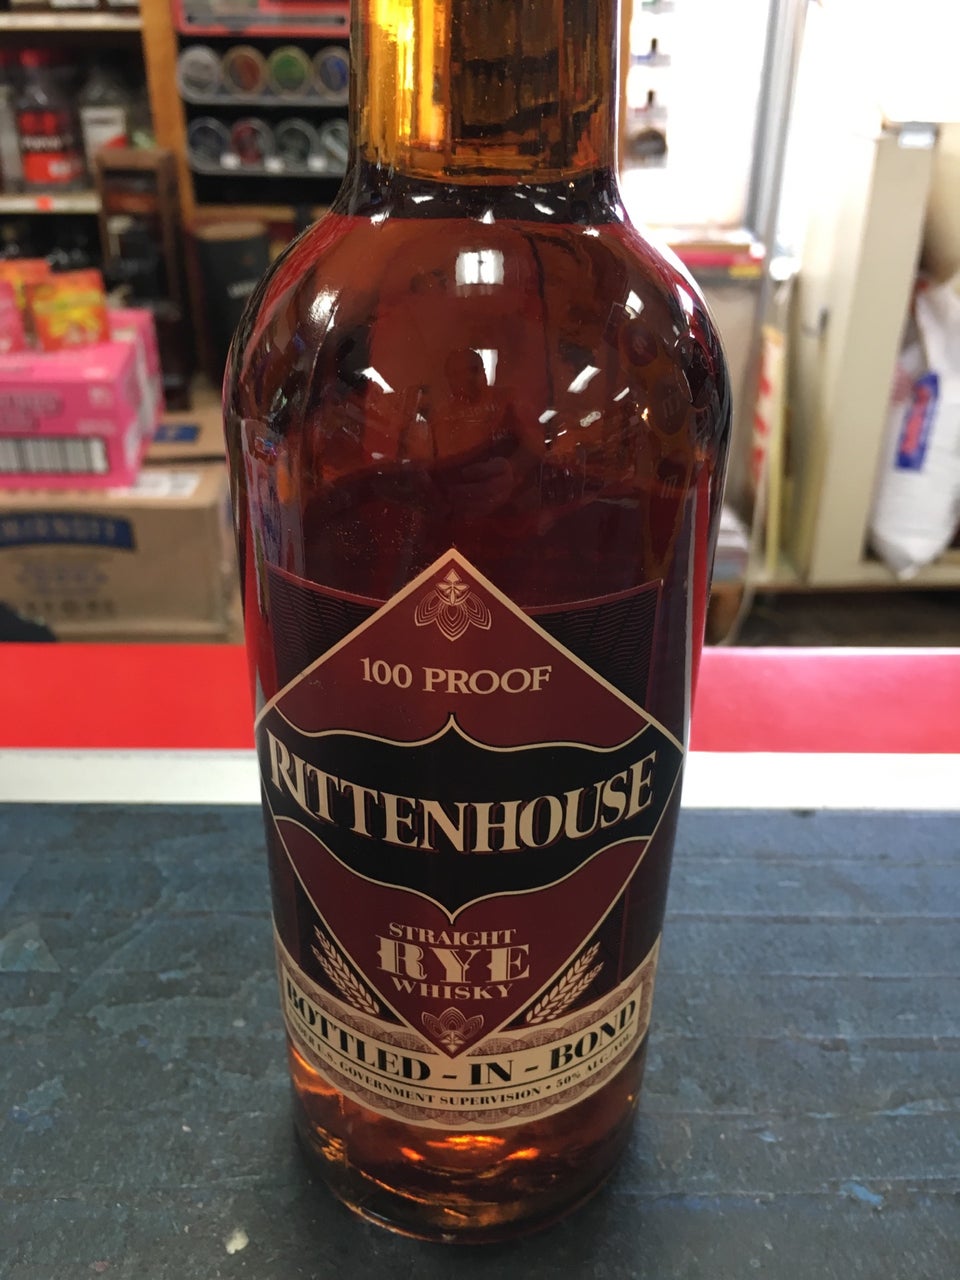 100 PROOF
RITTENHOUSE
STRAIGHT
RYE
WHISKY
BOTTLED - IN - BOND
U.S. GOVERNMENT SUPERVISION • 50% ALC/VOL